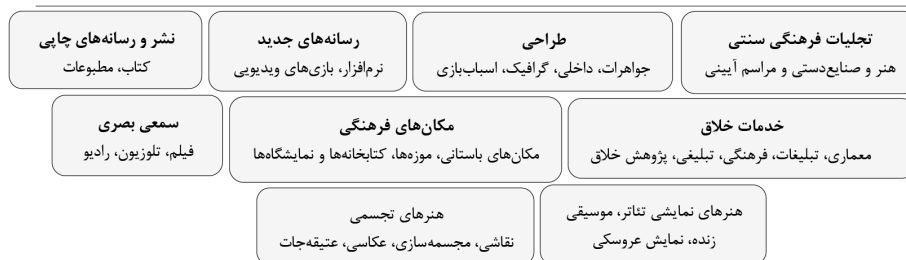 تجلیات فرهنگی سنتی
هنر و صنایع‌دستی و مراسم آیینی
طراحی
جواهرات، داخلی، گرافیک، اسباب‌بازی
رسانه‌های جدید
نرم‌افزار، بازی‌های ویدیویی
نشر و رسانه‌های چاپی
کتاب، مطبوعات
خدمات خلاق
معماری، تبلیغات، فرهنگی، تبلیغی، پژوهش خلاق
مکان‌های فرهنگی
مکان‌های باستانی، موزه‌ها، کتابخانه‌ها و نمایشگاه‌ها
سمعی بصری
فیلم، تلوزیون، رادیو
هنرهای نمایشی تئاتر، موسیقی
زنده، نمایش عروسکی
هنرهای تجسمی
نقاشی، مجسمه‌سازی، عکاسی، عتیقه‌جات